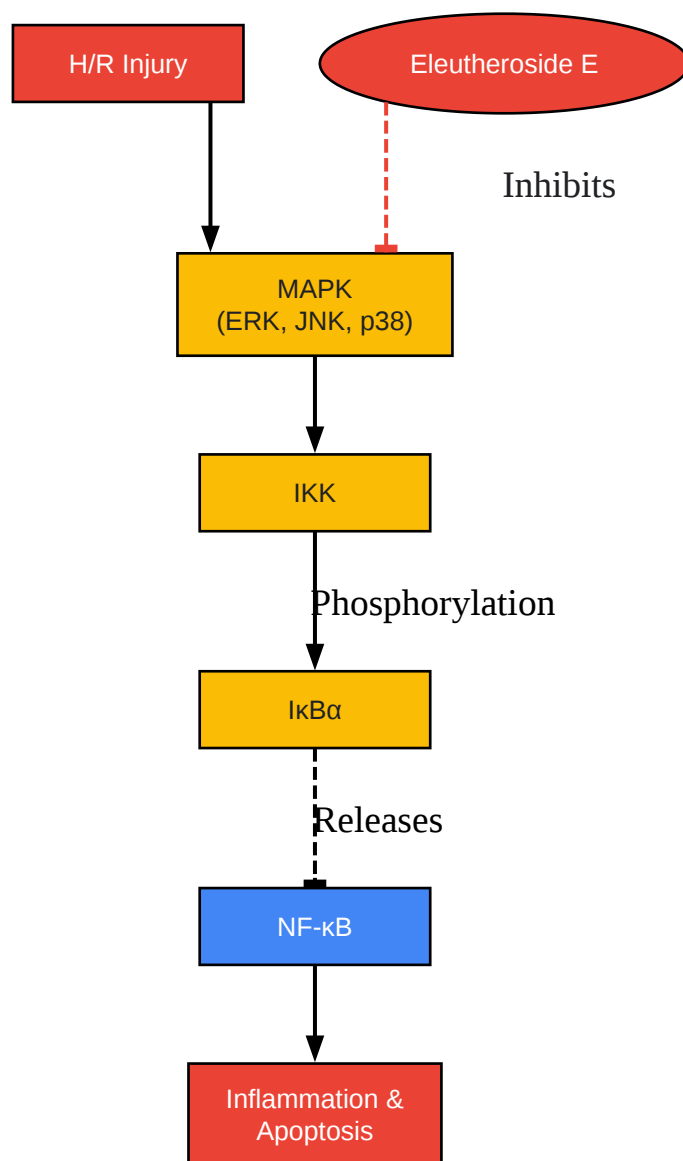 H/R Injury
Eleutheroside E
Inhibits
MAPK
(ERK, JNK, p38)
IKK
Phosphorylation
IκBα
Releases
NF-κB
Inflammation &
Apoptosis